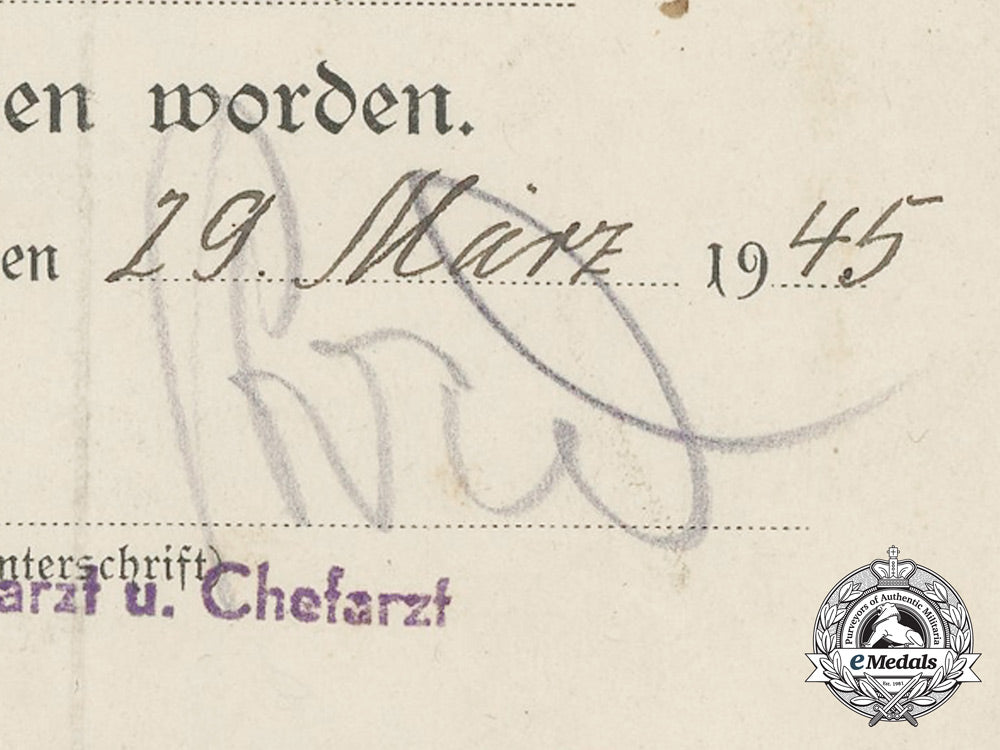 en worden.
en 29. März 1945
nterschrift)
arzt u. Chefarzt
Purveyors of Authentic Militaria
eMedals
Est. 1981